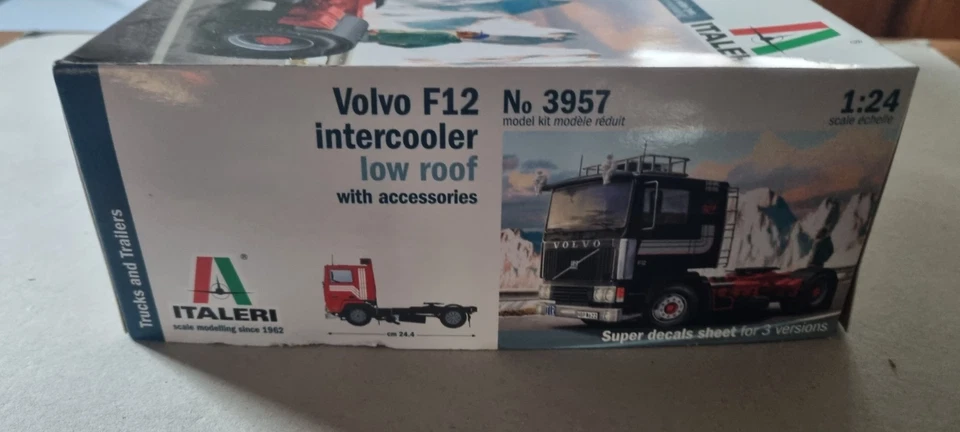 ITALERI
Trucks and Trailers
Volvo F12
intercooler
low roof
with accessories
ITALERI
scale modelling since 1962
cm 24.4
No 3957
model kit modèle réduit
1:24
scale échelle
VOLVO
Super decals sheet for 3 versions